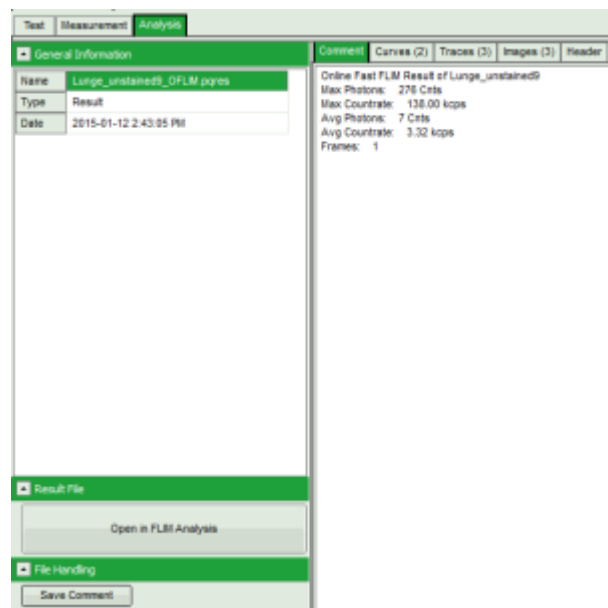 Test Measurement Analysis
General Information
Name Lunge_unstained9_OFLIM.pqres
Type Result
Date 2015-01-12 2:43:05 PM
Result File
Open in FLIM Analysis
File Handling
Save Comment
Comment Curves (2) Traces (3) Images (3) Header
Online Fast FLIM Result of Lunge_unstained9
Max Photons: 276 Cnts
Max Countrate: 138.00 kcps
Avg Photons: 7 Cnts
Avg Countrate: 3.32 kcps
Frames: 1